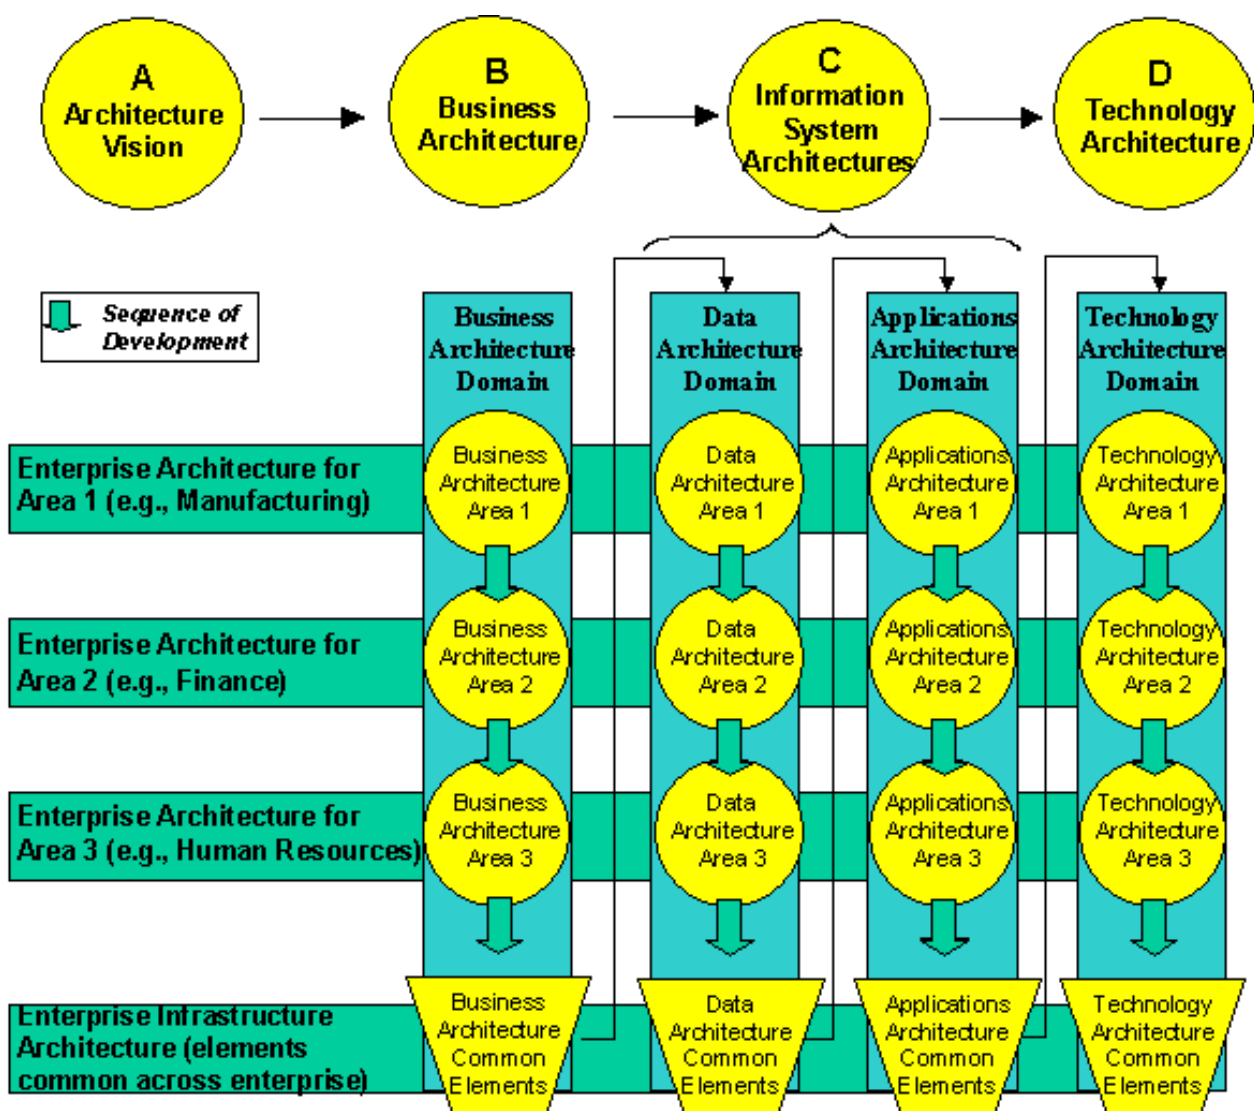 A
Architecture
Vision
B
Business
Architecture
C
Information
System
Architectures
D
Technology
Architecture
Sequence of
Development
Business
Architecture
Domain
Data
Architecture
Domain
Applications
Architecture
Domain
Technology
Architecture
Domain
Enterprise Architecture for
Area 1 (e.g., Manufacturing)
Business
Architecture
Area 1
Data
Architecture
Area 1
Applications
Architecture
Area 1
Technology
Architecture
Area 1
Enterprise Architecture for
Area 2 (e.g., Finance)
Business
Architecture
Area 2
Data
Architecture
Area 2
Applications
Architecture
Area 2
Technology
Architecture
Area 2
Enterprise Architecture for
Area 3 (e.g., Human Resources)
Business
Architecture
Area 3
Data
Architecture
Area 3
Applications
Architecture
Area 3
Technology
Architecture
Area 3
Enterprise Infrastructure
Architecture (elements
common across enterprise)
Business
Architecture
Common
Elements
Data
Architecture
Common
Elements
Applications
Architecture
Common
Elements
Technology
Architecture
Common
Elements